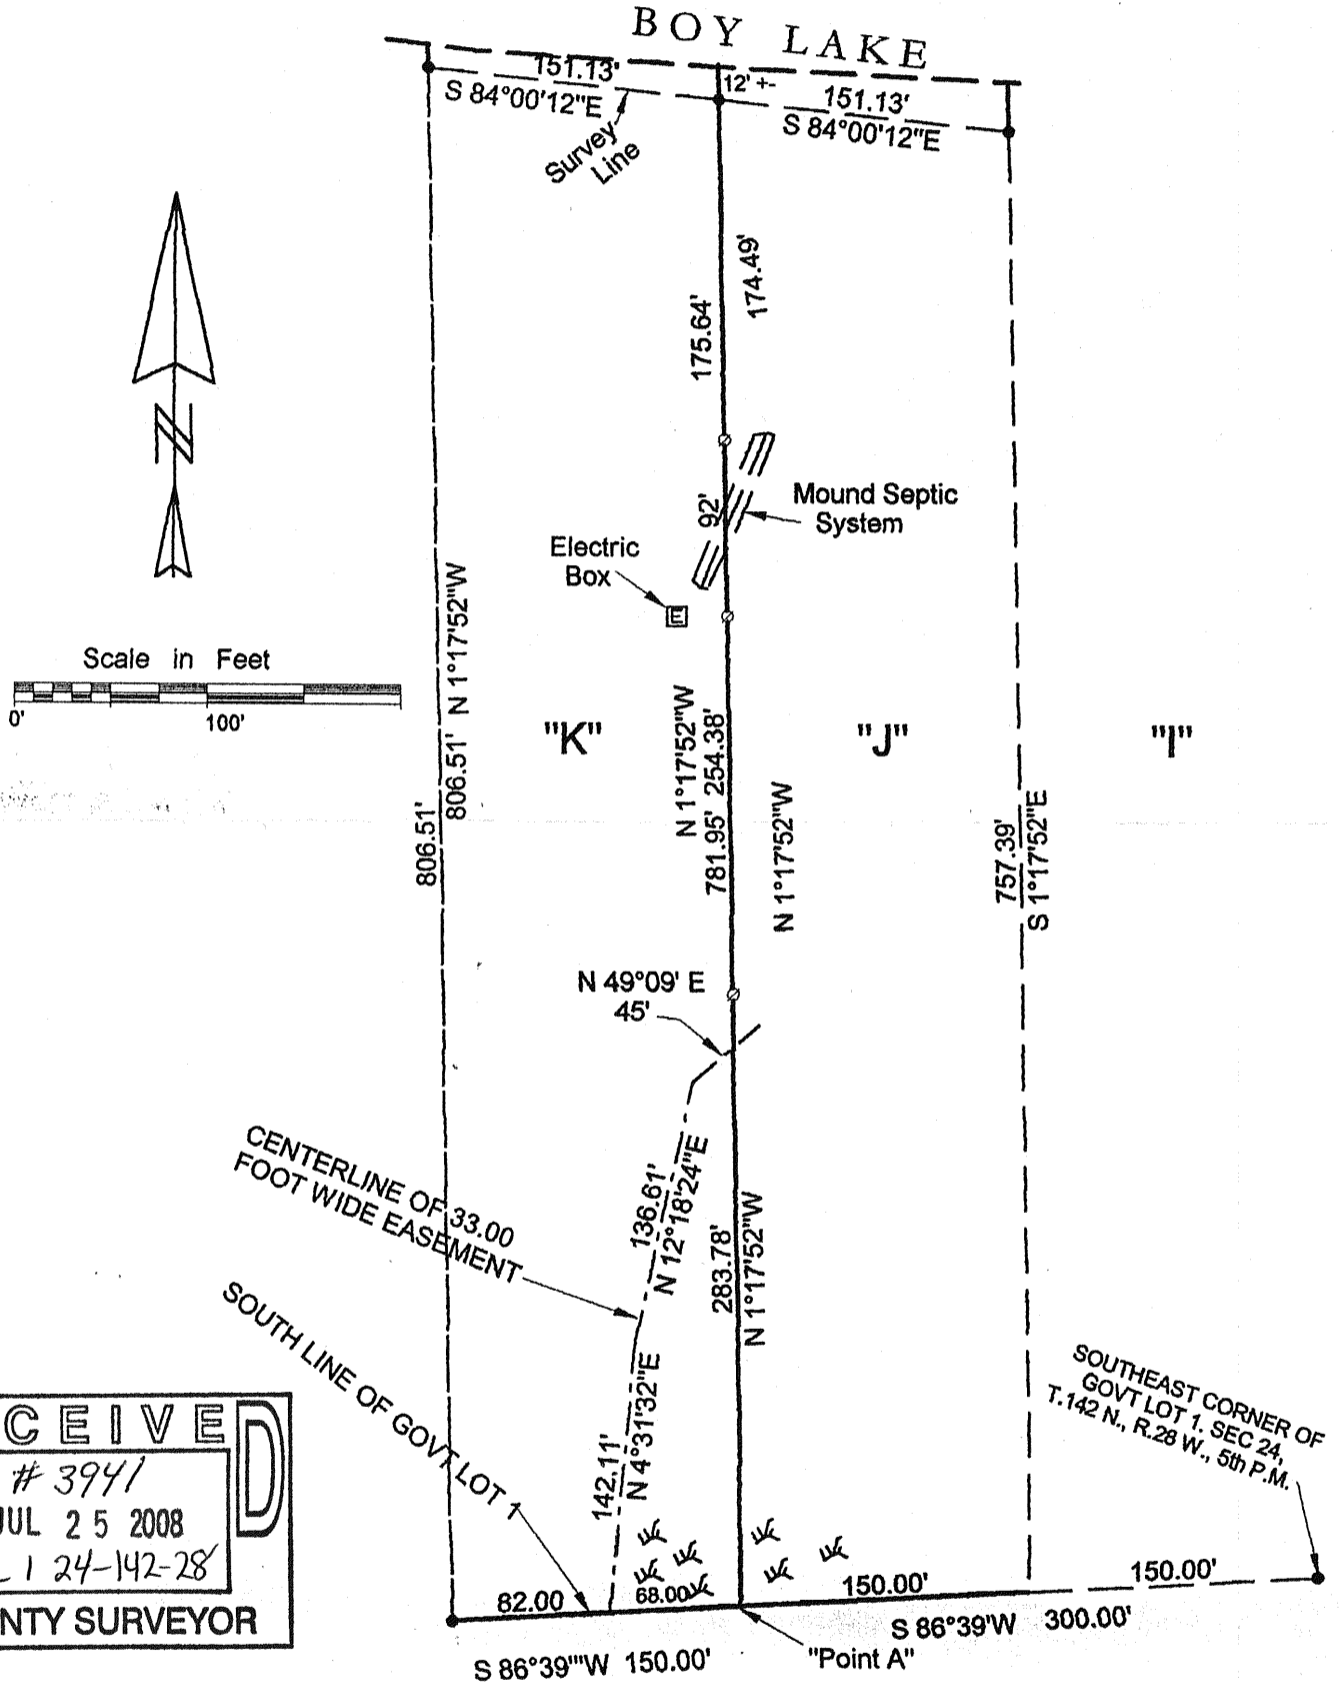 BOY LAKE
151.13'
S 84°00'12"E
12' +-
151.13'
S 84°00'12"E
Survey
Line
174.49'
175.64'
N
92'
Mound Septic
System
Electric
Box
E
Scale in Feet
0'
100'
806.51' N 1°17'52"W
806.51'
"K"
"J"
"I"
N 1°17'52"W
781.95' 254.38'
N 1°17'52"W
757.39'
S 1°17'52"E
N 49°09' E
45'
CENTERLINE OF 33.00
FOOT WIDE EASEMENT
136.61'
N 12°18'24"E
283.78'
N 1°17'52"W
SOUTH LINE OF GOVT LOT 1
142.11'
N 4°31'32"E
SOUTHEAST CORNER OF
GOVT LOT 1. SEC 24,
T.142 N., R.28 W., 5th P.M.
CEIVED
# 3941
JUL 25 2008
L 1 24-142-28
NTY SURVEYOR
82.00
68.00
150.00'
150.00'
S 86°39'"W 150.00'
"Point A"
S 86°39'W 300.00'